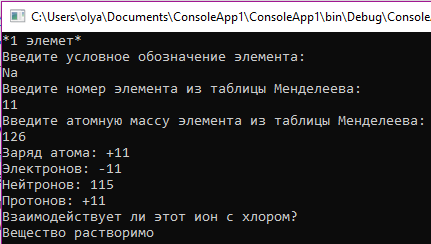 C:\Users\olya\Documents\ConsoleApp1\ConsoleApp1\bin\Debug\Console
*1 элемет*
Введите условное обозначение элемента:
Na
Введите номер элемента из таблицы Менделеева:
11
Введите атомную массу элемента из таблицы Менделеева:
126
Заряд атома: +11
Электронов: -11
Нейтронов: 115
Протонов: +11
Взаимодействует ли этот ион с хлором?
Вещество растворимо